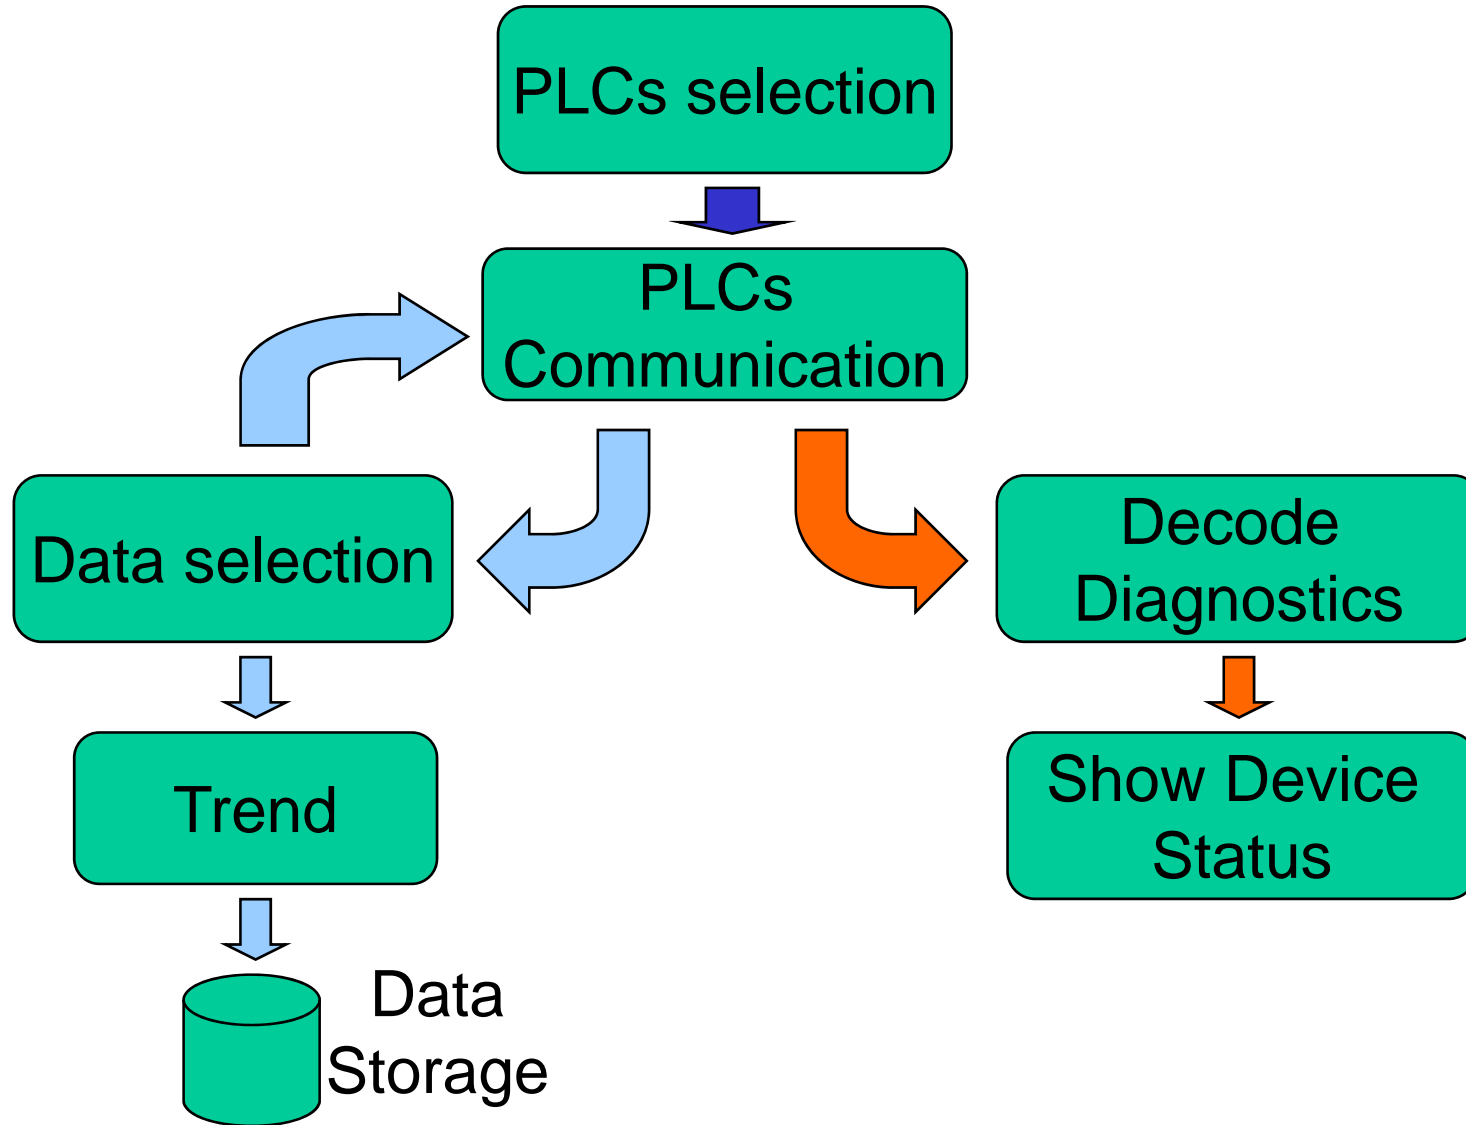 PLCs selection
PLCs
Communication
Data selection
Decode
Diagnostics
Trend
Show Device
Status
Data
Storage